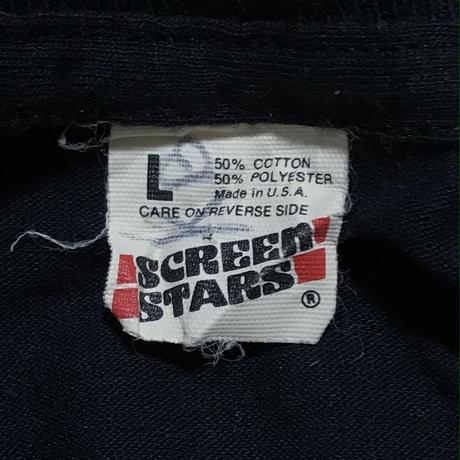 L
50% COTTON
50% POLYESTER
Made in U.S.A.
CARE ON REVERSE SIDE
SCREEN
STARS
®